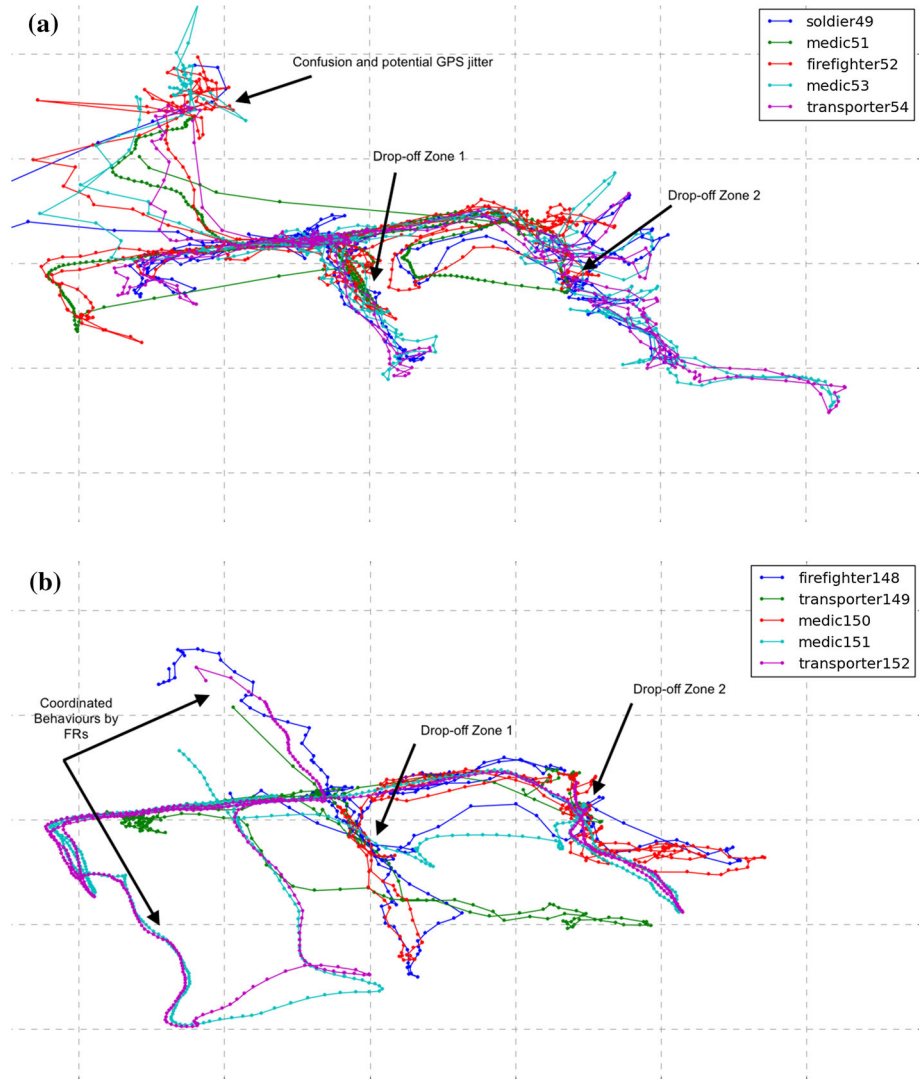 (a)
soldier49
medic51
firefighter52
medic53
transporter54
Confusion and potential GPS jitter
Drop-off Zone 1
Drop-off Zone 2
(b)
firefighter148
transporter149
medic150
medic151
transporter152
Coordinated
Behaviours by
FRs
Drop-off Zone 2
Drop-off Zone 1